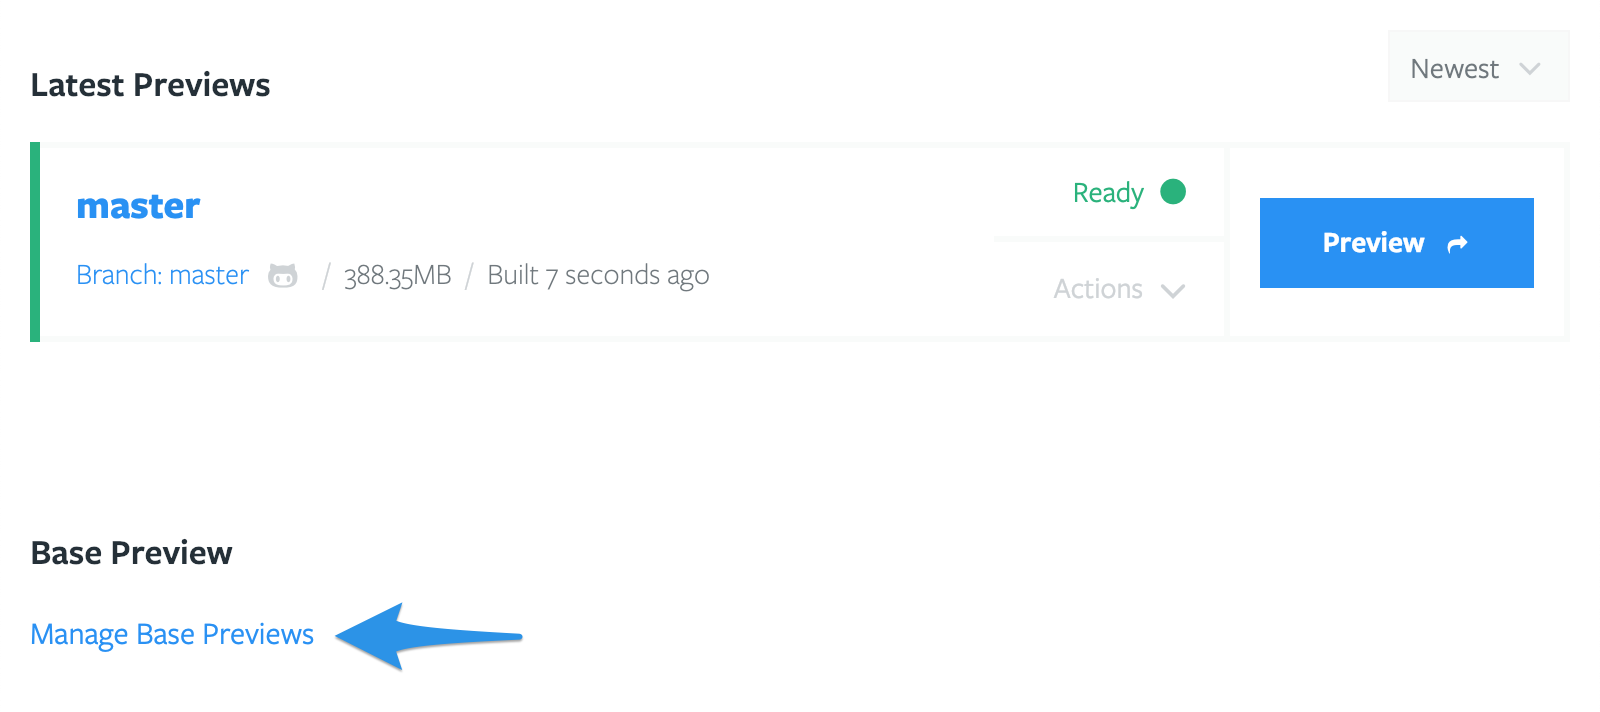 Latest Previews
Newest
master
Ready
Branch: master / 388.35MB / Built 7 seconds ago
Actions
Preview
Base Preview
Manage Base Previews